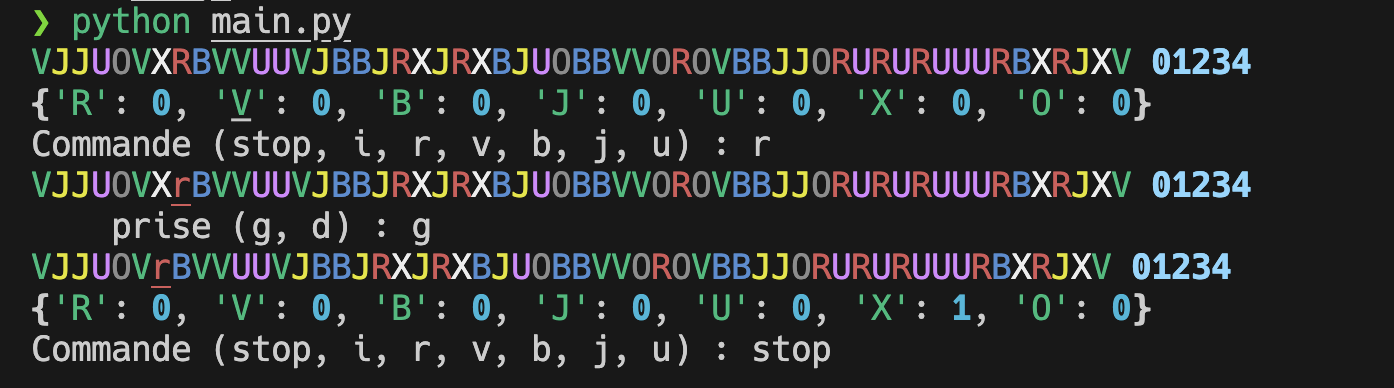 ❯ python main.py
VJJUOVXRBVVUUVJBBJRXJRXBJUOBBVVOROVBBJJORURURUUURBXRJXV 01234
{'R': 0, 'V': 0, 'B': 0, 'J': 0, 'U': 0, 'X': 0, 'O': 0}
Commande (stop, i, r, v, b, j, u) : r
VJJUOVXrBVVUUVJBBJRXJRXBJUOBBVVOROVBBJJORURURUUURBXRJXV 01234
    prise (g, d) : g
VJJUOVrBVVUUVJBBJRXJRXBJUOBBVVOROVBBJJORURURUUURBXRJXV 01234
{'R': 0, 'V': 0, 'B': 0, 'J': 0, 'U': 0, 'X': 1, 'O': 0}
Commande (stop, i, r, v, b, j, u) : stop